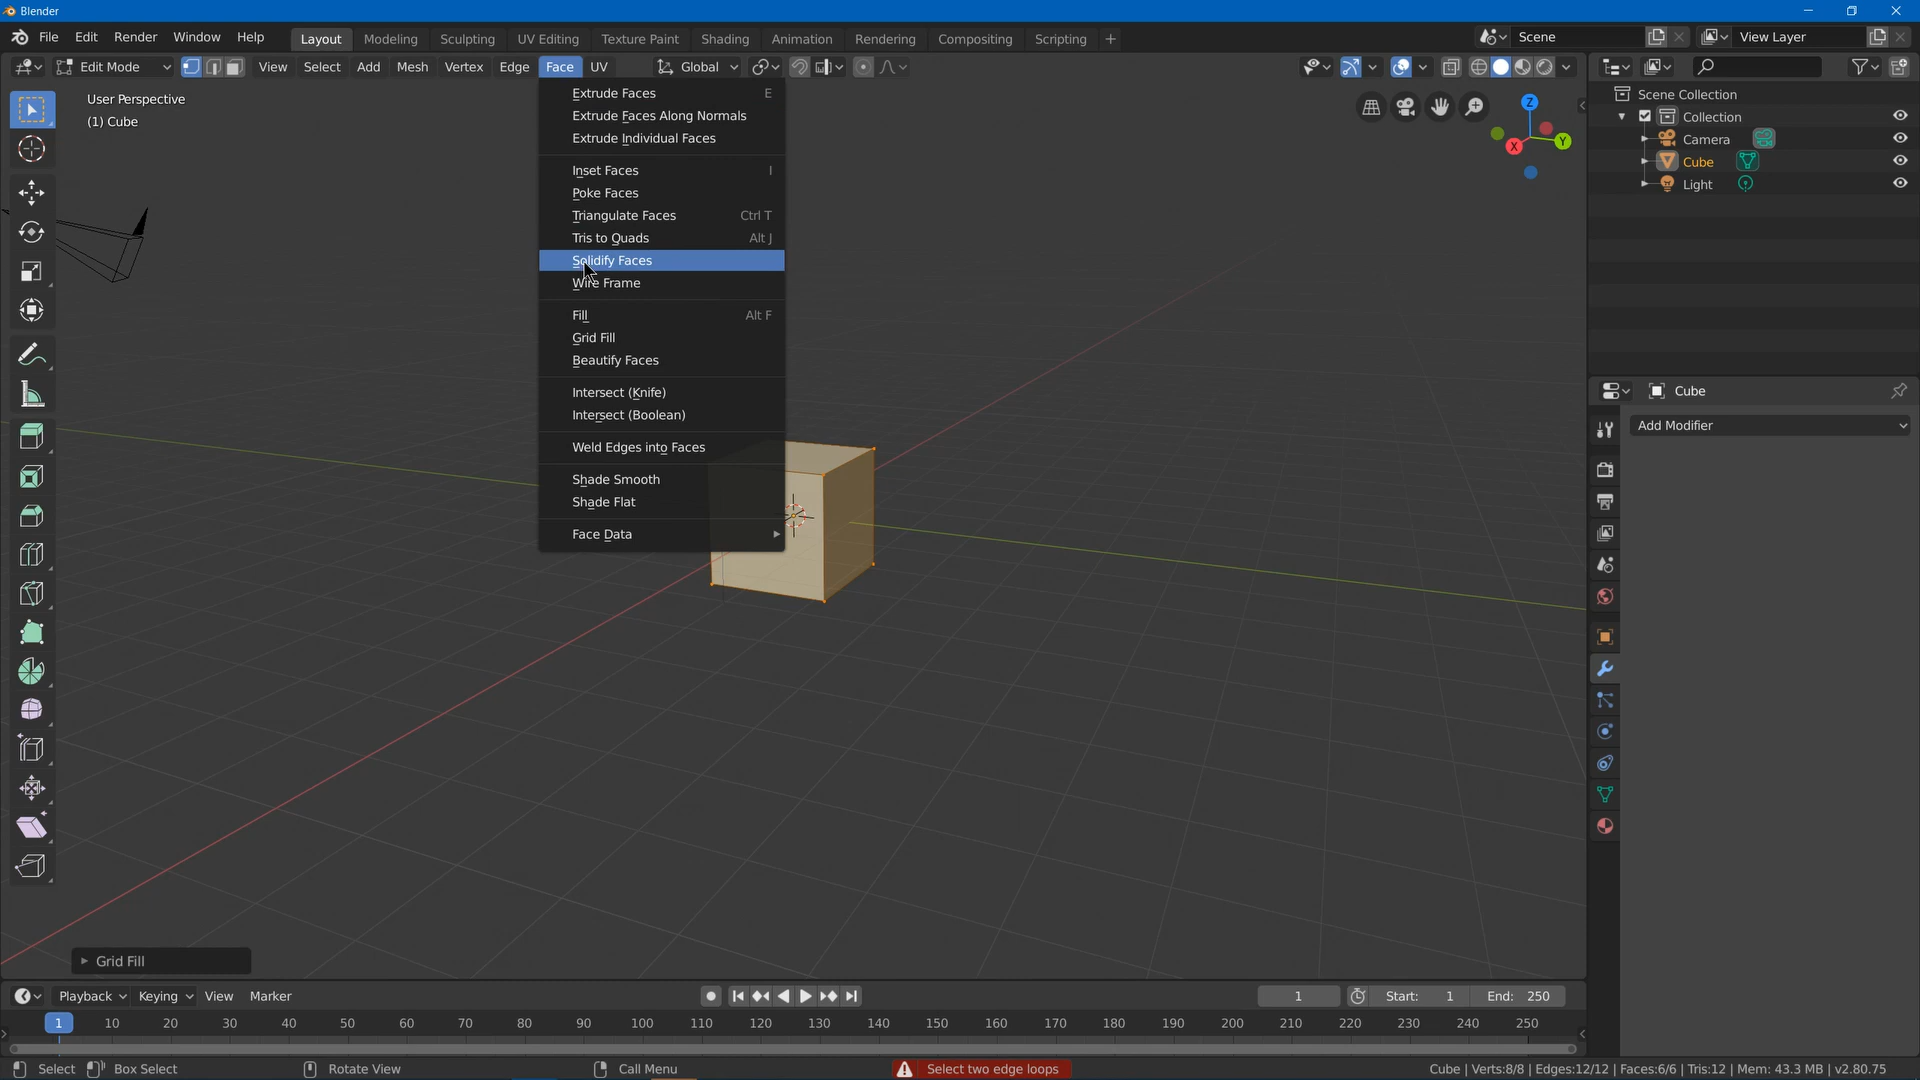 Blender
File Edit Render Window Help Layout Modeling Sculpting UV Editing Texture Paint Shading Animation Rendering Compositing Scripting + Scene View Layer
Edit Mode View Select Add Mesh Vertex Edge Face UV Global
User Perspective
(1) Cube
Extrude Faces E
Extrude Faces Along Normals
Extrude Individual Faces
Inset Faces I
Poke Faces
Triangulate Faces Ctrl T
Tris to Quads Alt J
Solidify Faces
Wire Frame
Fill Alt F
Grid Fill
Beautify Faces
Intersect (Knife)
Intersect (Boolean)
Weld Edges into Faces
Shade Smooth
Shade Flat
Face Data
Z
Y
X
Scene Collection
Collection
Camera
Cube
Light
Cube
Add Modifier
Grid Fill
Playback Keying View Marker 1 Start: 1 End: 250
1 10 20 30 40 50 60 70 80 90 100 110 120 130 140 150 160 170 180 190 200 210 220 230 240 250
Select Box Select Rotate View Call Menu Select two edge loops Cube | Verts:8/8 | Edges:12/12 | Faces:6/6 | Tris:12 | Mem: 43.3 MB | v2.80.75